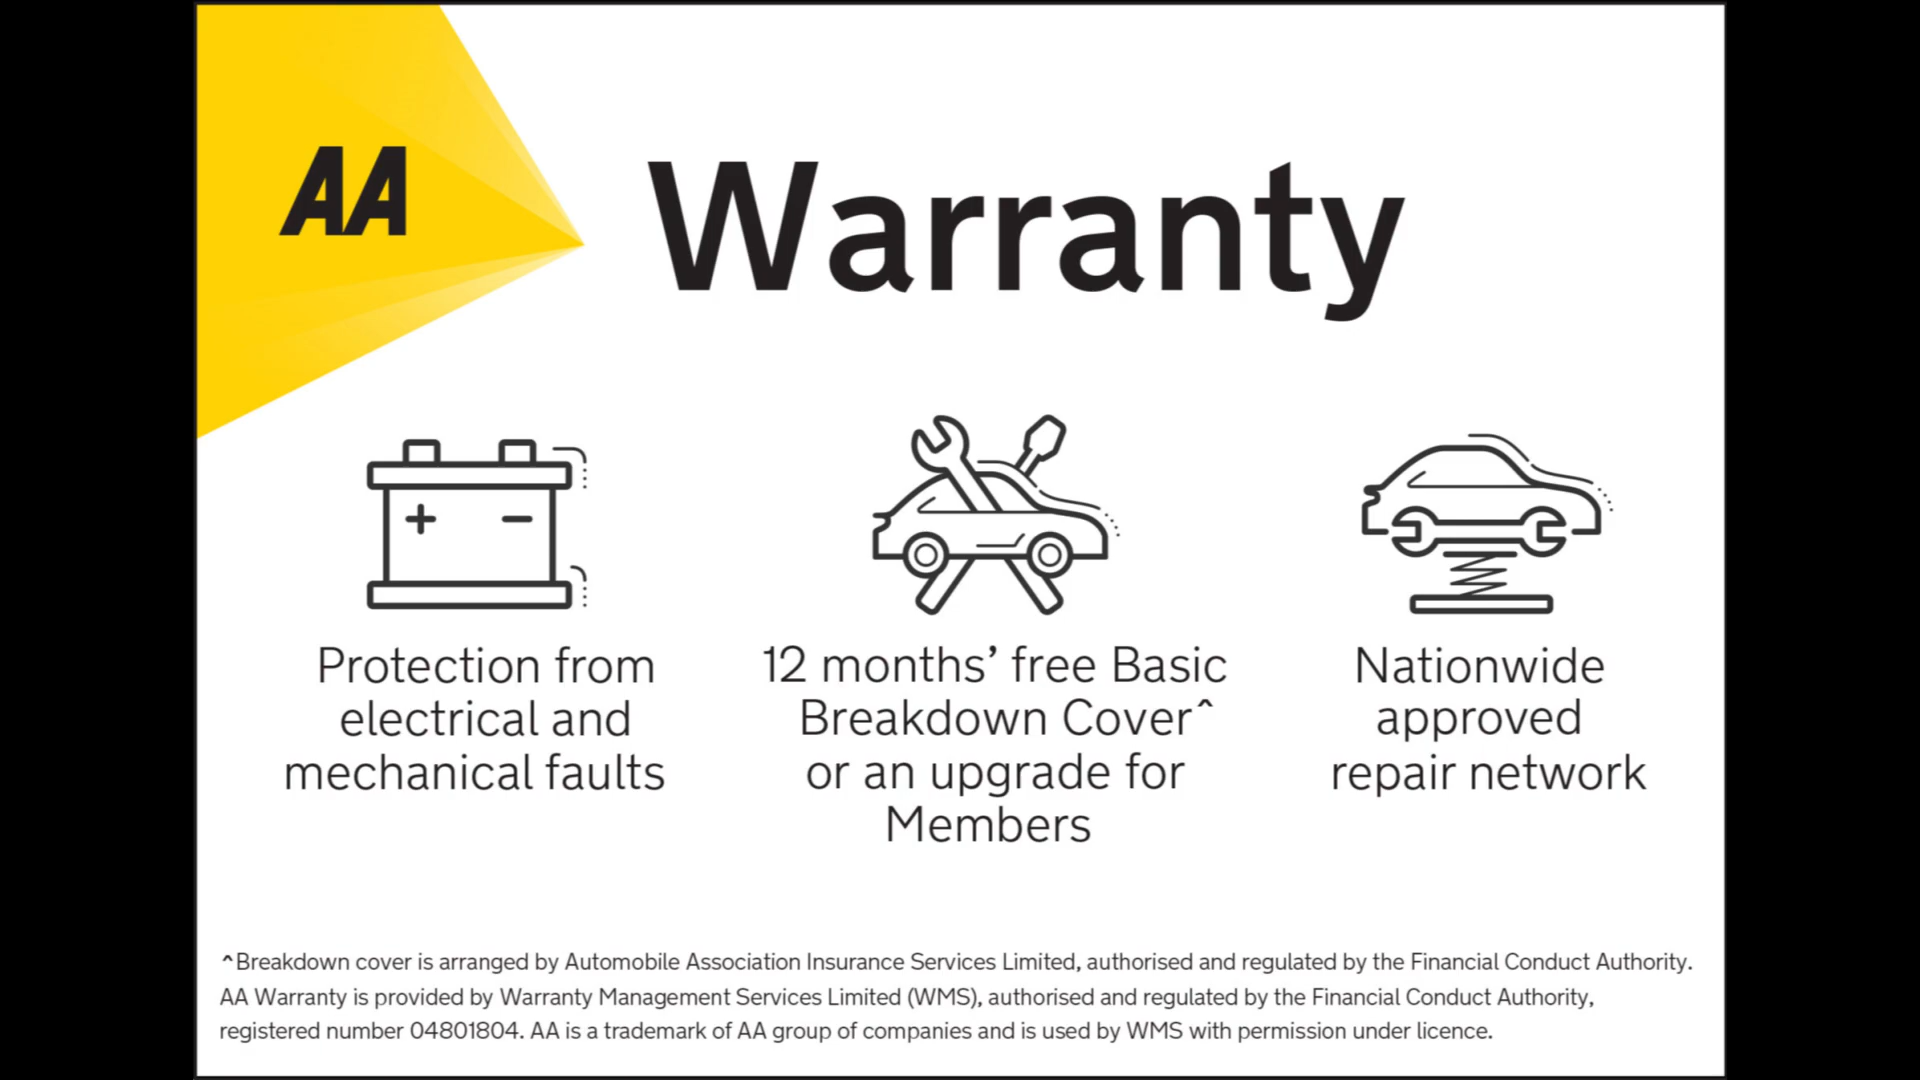 AA
Warranty
+ −
Protection from
electrical and
mechanical faults
12 months’ free Basic
Breakdown Cover^
or an upgrade for
Members
Nationwide
approved
repair network
^Breakdown cover is arranged by Automobile Association Insurance Services Limited, authorised and regulated by the Financial Conduct Authority.
AA Warranty is provided by Warranty Management Services Limited (WMS), authorised and regulated by the Financial Conduct Authority,
registered number 04801804. AA is a trademark of AA group of companies and is used by WMS with permission under licence.